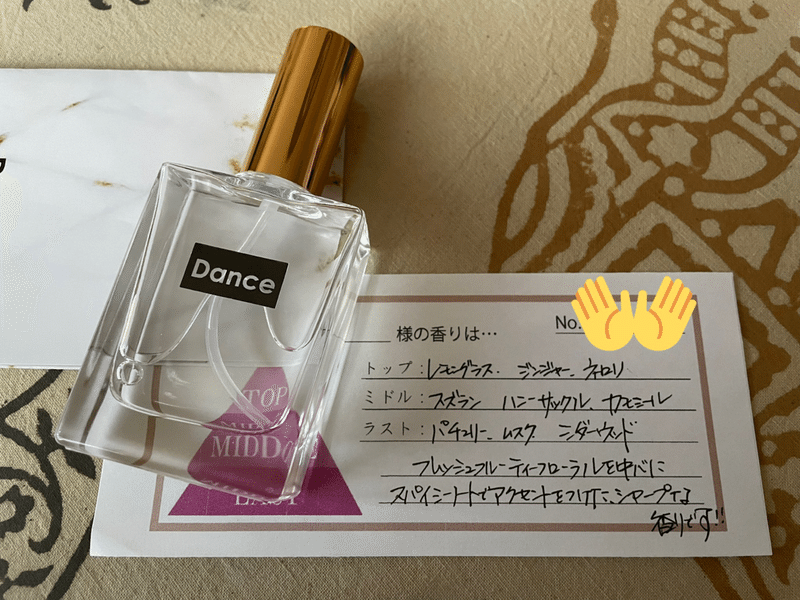 Dance
様の香りは… No.
トップ:レモングラス. ジンジャー、ネロリ
ミドル:スズラン ハニーサックル、カモミール
ラスト:パチュリー、ムスク シダーウッド
フレッシュフルーティフローラルを中心に
スパイシーノートでアクセントをつけた、シャープな
香りです!!
TOP
MIDDLE
LAST